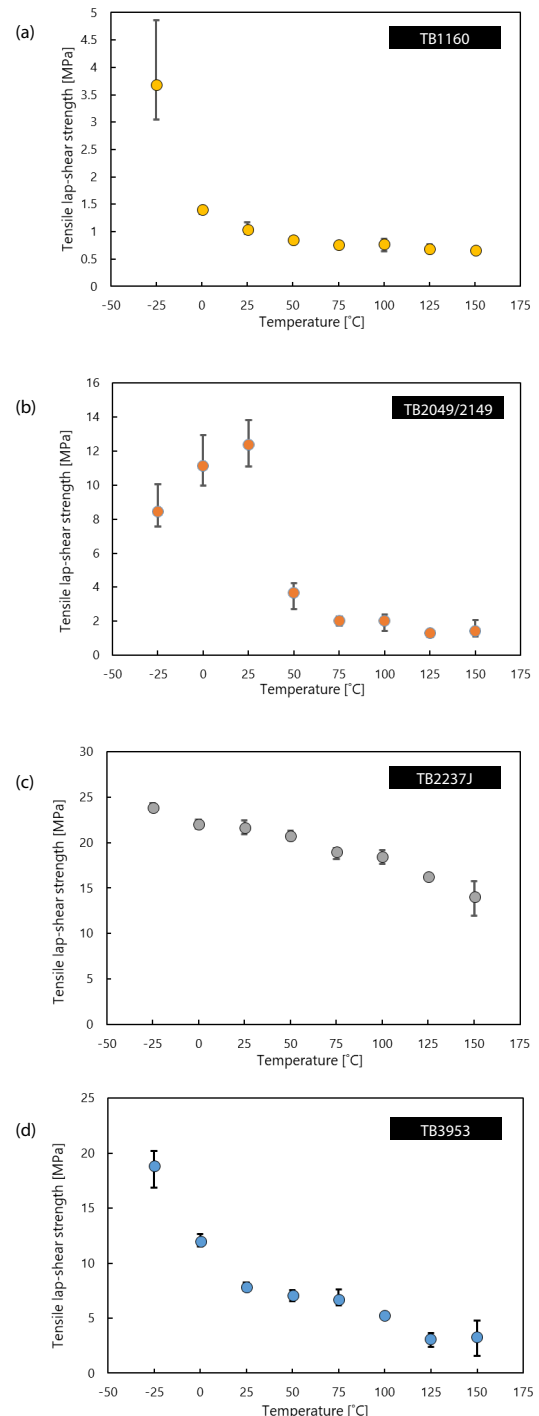 (a)
TB1160
Tensile lap-shear strength [MPa]
5
4.5
4
3.5
3
2.5
2
1.5
1
0.5
0
-50 -25 0 25 50 75 100 125 150 175
Temperature [˚C]
(b)
TB2049/2149
Tensile lap-shear strength [MPa]
16
14
12
10
8
6
4
2
0
-50 -25 0 25 50 75 100 125 150 175
Temperature [˚C]
(c)
TB2237J
Tensile lap-shear strength [MPa]
30
25
20
15
10
5
0
-50 -25 0 25 50 75 100 125 150 175
Temperature [˚C]
(d)
TB3953
Tensile lap-shear strength [MPa]
25
20
15
10
5
0
-50 -25 0 25 50 75 100 125 150 175
Temperature [˚C]